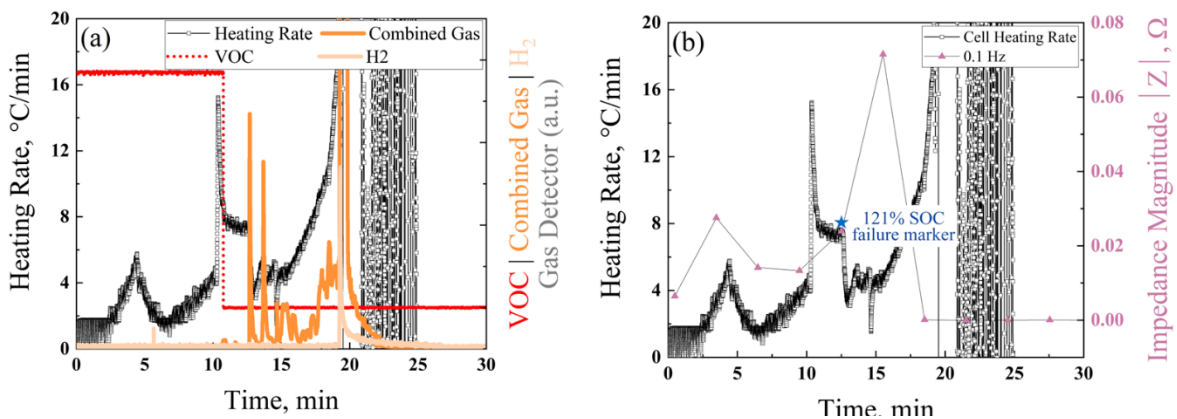 (a)
Heating Rate
Combined Gas
VOC
H2
20
16
12
8
4
0
0
5
10
15
20
25
30
Heating Rate, °C/min
Time, min
VOC | Combined Gas | H₂
Gas Detector (a.u.)
(b)
Cell Heating Rate
0.1 Hz
121% SOC
failure marker
20
16
12
8
4
0
0
5
10
15
20
25
30
0.08
0.06
0.04
0.02
0.00
Heating Rate, °C/min
Time, min
Impedance Magnitude |Z|, Ω